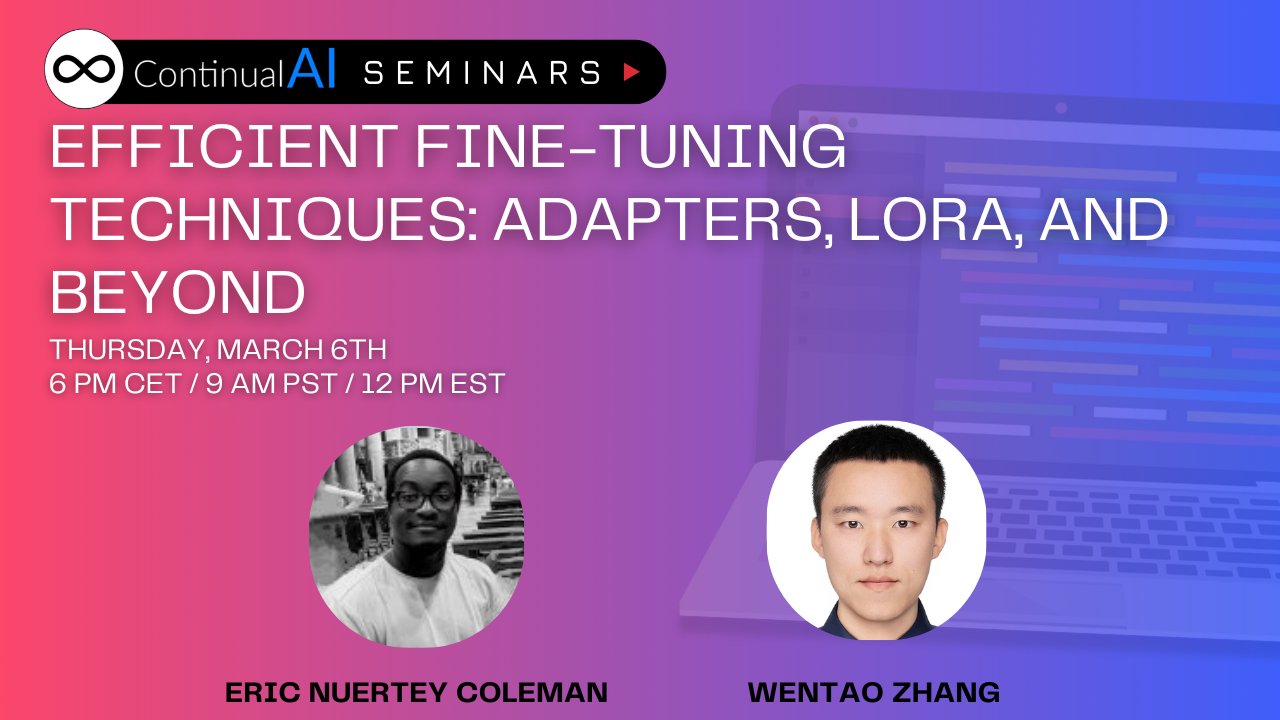 ContinualAI SEMINARS
EFFICIENT FINE-TUNING
TECHNIQUES: ADAPTERS, LORA, AND
BEYOND
THURSDAY, MARCH 6TH
6 PM CET / 9 AM PST / 12 PM EST
ERIC NUERTEY COLEMAN
WENTAO ZHANG